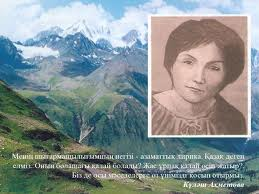 Менің шығармашылығымның негізі - азаматтық лирика. Қазақ деген
елміз. Оның болашағы қалай болады? Жас ұрпақ қалай өсіп жатыр?
Біз де осы мәселелерге өз үнімізді қосып отырмыз.
Күләш Ахметова